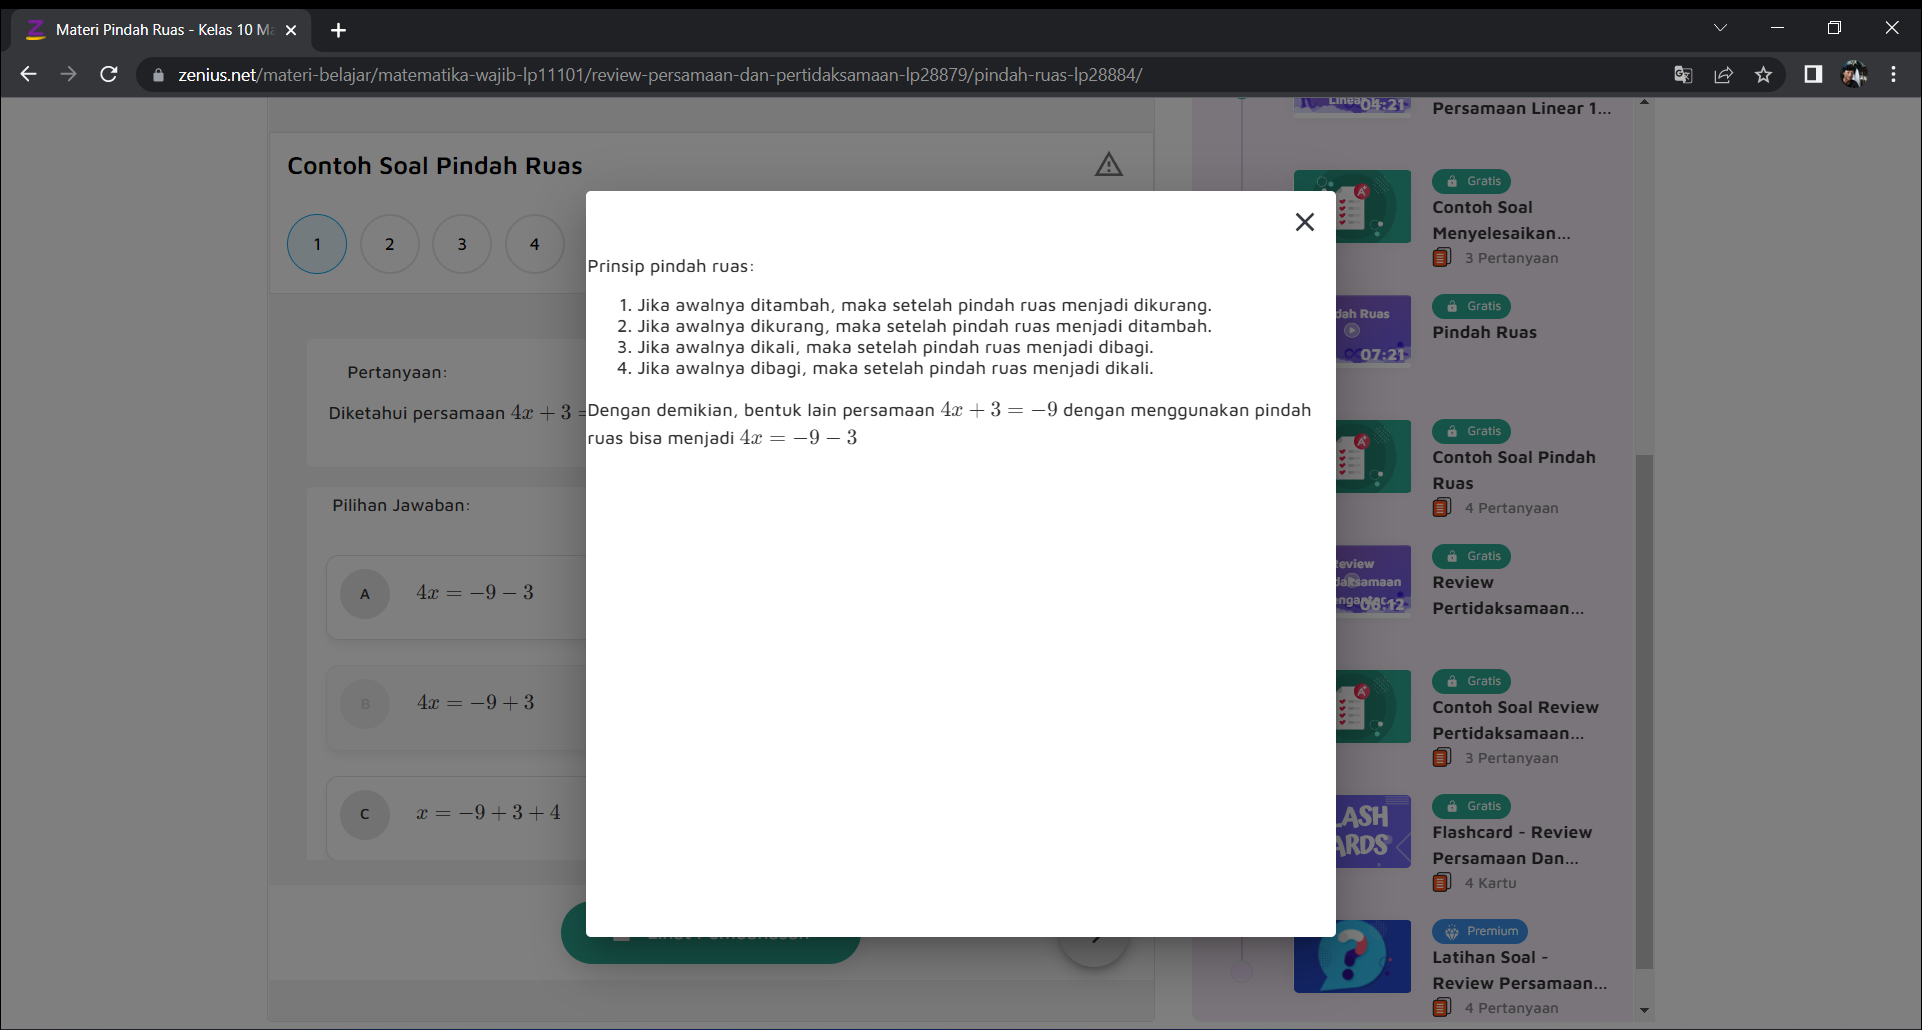 Materi Pindah Ruas - Kelas 10 Ma
zenius.net/materi-belajar/matematika-wajib-lp11101/review-persamaan-dan-pertidaksamaan-lp28879/pindah-ruas-lp28884/
Contoh Soal Pindah Ruas
1 2 3 4
Pertanyaan:
Diketahui persamaan 4x + 3 =
Pilihan Jawaban:
A 4x = −9 − 3
B 4x = −9 + 3
C x = −9 + 3 + 4
Prinsip pindah ruas:
1. Jika awalnya ditambah, maka setelah pindah ruas menjadi dikurang.
2. Jika awalnya dikurang, maka setelah pindah ruas menjadi ditambah.
3. Jika awalnya dikali, maka setelah pindah ruas menjadi dibagi.
4. Jika awalnya dibagi, maka setelah pindah ruas menjadi dikali.
Dengan demikian, bentuk lain persamaan 4x + 3 = −9 dengan menggunakan pindah
ruas bisa menjadi 4x = −9 − 3
04:21
Persamaan Linear 1...
Gratis
Contoh Soal
Menyelesaikan...
3 Pertanyaan
dah Ruas
07:21
Gratis
Pindah Ruas
Gratis
Contoh Soal Pindah
Ruas
4 Pertanyaan
06:12
Gratis
Review
Pertidaksamaan...
Gratis
Contoh Soal Review
Pertidaksamaan...
3 Pertanyaan
LASH
ARDS
Gratis
Flashcard - Review
Persamaan Dan...
4 Kartu
Premium
Latihan Soal -
Review Persamaan...
4 Pertanyaan